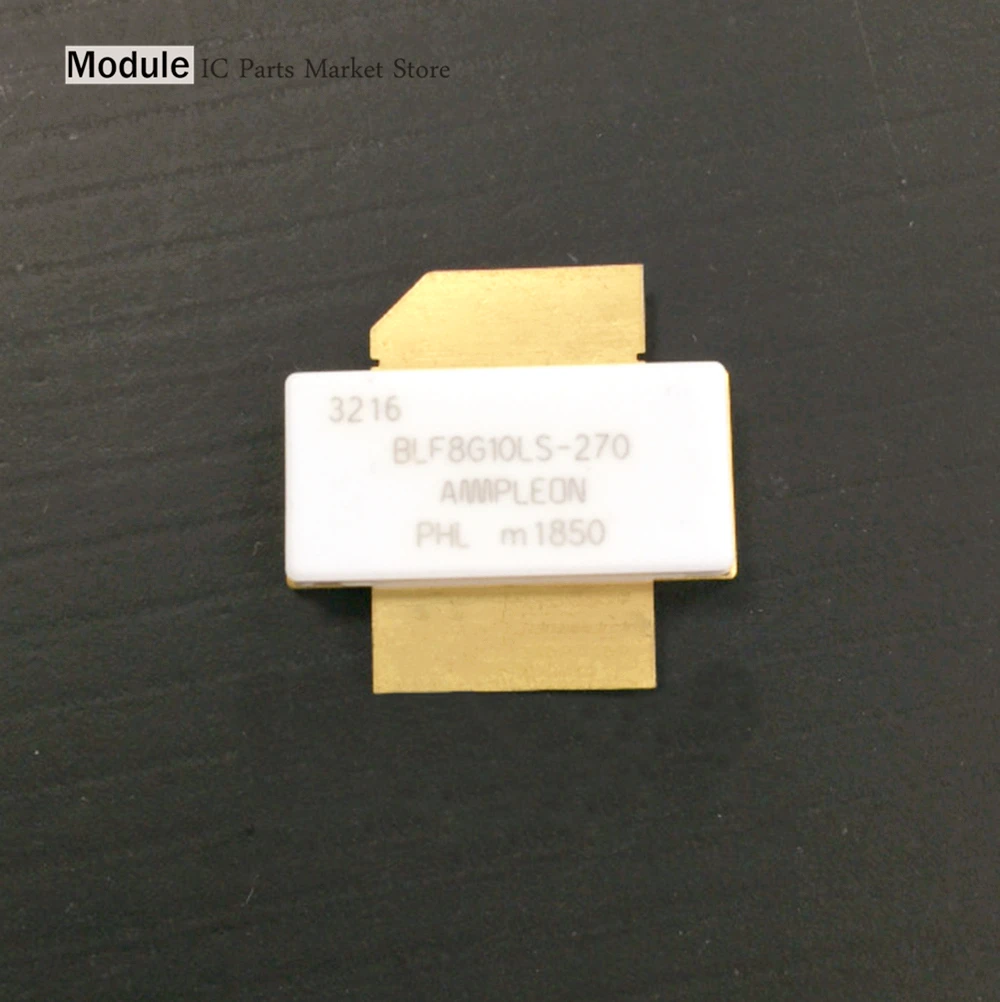 Module IC Parts Market Store
3216
BLF8G10LS-270
AMPLEON
PHL m1850